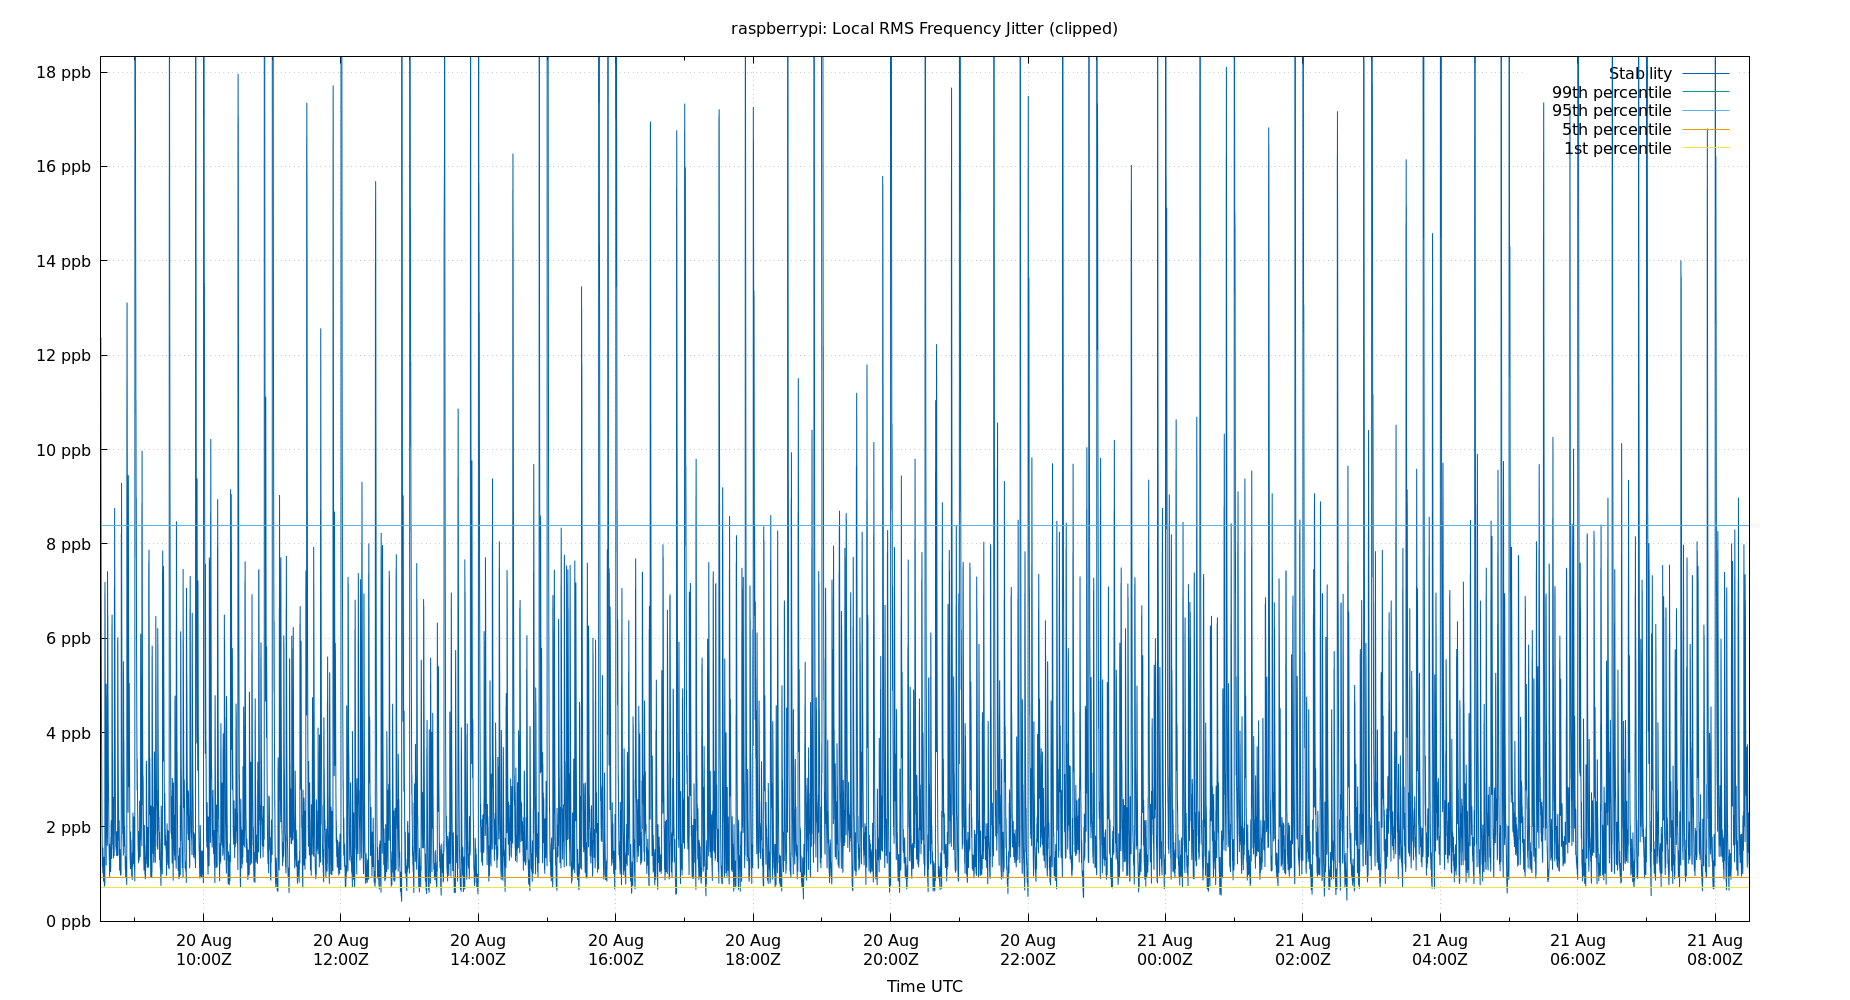 raspberrypi: Local RMS Frequency Jitter (clipped)
18 ppb
16 ppb
14 ppb
12 ppb
10 ppb
8 ppb
6 ppb
4 ppb
2 ppb
0 ppb
Stability
99th percentile
95th percentile
5th percentile
1st percentile
20 Aug 20 Aug 20 Aug 20 Aug 20 Aug 20 Aug 20 Aug 21 Aug 21 Aug 21 Aug 21 Aug 21 Aug
10:00Z 12:00Z 14:00Z 16:00Z 18:00Z 20:00Z 22:00Z 00:00Z 02:00Z 04:00Z 06:00Z 08:00Z
Time UTC